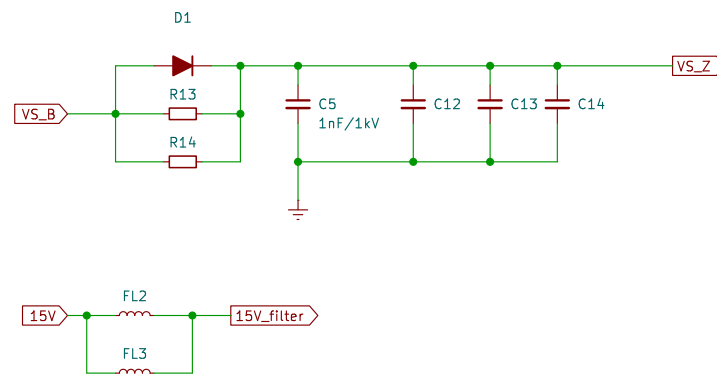 D1
R13
VS_B
R14
C5
1nF/1kV
C12
C13
C14
VS_Z
FL2
15V
15V_filter
FL3